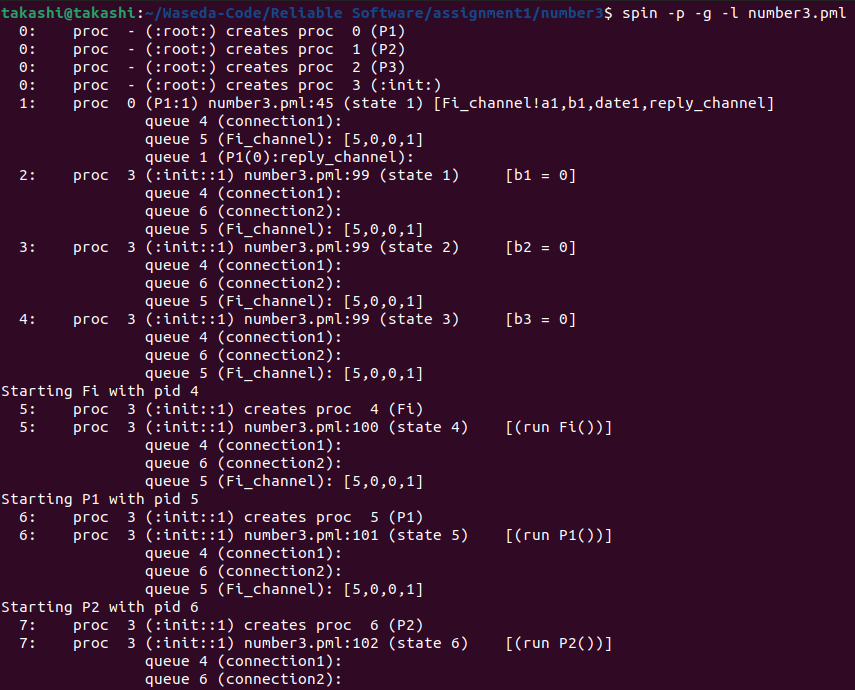 takashi@takashi:~/Waseda-Code/Reliable Software/assignment1/number3$ spin -p -g -l number3.pml
  0:    proc  - (:root:) creates proc  0 (P1)
  0:    proc  - (:root:) creates proc  1 (P2)
  0:    proc  - (:root:) creates proc  2 (P3)
  0:    proc  - (:root:) creates proc  3 (:init:)
  1:    proc  0 (P1:1) number3.pml:45 (state 1) [Fi_channel!a1,b1,date1,reply_channel]
                queue 4 (connection1):
                queue 5 (Fi_channel): [5,0,0,1]
                queue 1 (P1(0):reply_channel):
  2:    proc  3 (:init::1) number3.pml:99 (state 1)     [b1 = 0]
                queue 4 (connection1):
                queue 6 (connection2):
                queue 5 (Fi_channel): [5,0,0,1]
  3:    proc  3 (:init::1) number3.pml:99 (state 2)     [b2 = 0]
                queue 4 (connection1):
                queue 6 (connection2):
                queue 5 (Fi_channel): [5,0,0,1]
  4:    proc  3 (:init::1) number3.pml:99 (state 3)     [b3 = 0]
                queue 4 (connection1):
                queue 6 (connection2):
                queue 5 (Fi_channel): [5,0,0,1]
Starting Fi with pid 4
  5:    proc  3 (:init::1) creates proc  4 (Fi)
  5:    proc  3 (:init::1) number3.pml:100 (state 4)    [(run Fi())]
                queue 4 (connection1):
                queue 6 (connection2):
                queue 5 (Fi_channel): [5,0,0,1]
Starting P1 with pid 5
  6:    proc  3 (:init::1) creates proc  5 (P1)
  6:    proc  3 (:init::1) number3.pml:101 (state 5)    [(run P1())]
                queue 4 (connection1):
                queue 6 (connection2):
                queue 5 (Fi_channel): [5,0,0,1]
Starting P2 with pid 6
  7:    proc  3 (:init::1) creates proc  6 (P2)
  7:    proc  3 (:init::1) number3.pml:102 (state 6)    [(run P2())]
                queue 4 (connection1):
                queue 6 (connection2):